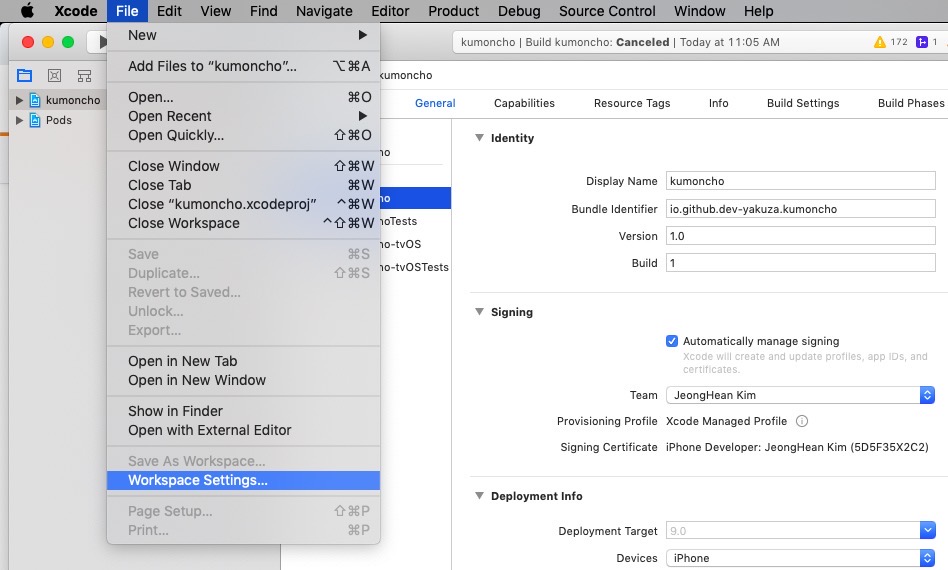 Xcode File Edit View Find Navigate Editor Product Debug Source Control Window Help
kumoncho | Build kumoncho: Canceled | Today at 11:05 AM 172 1
New
Add Files to “kumoncho”... ⌥⌘A
Open... ⌘O
Open Recent
Open Quickly... ⇧⌘O
Close Window ⇧⌘W
Close Tab ⌘W
Close “kumoncho.xcodeproj” ^⌘W
Close Workspace ^⇧⌘W
Save ⌘S
Duplicate... ⇧⌘S
Revert to Saved...
Unlock...
Export...
Open in New Tab
Open in New Window
Show in Finder
Open with External Editor
Save As Workspace...
Workspace Settings...
Page Setup... ⇧⌘P
Print... ⌘P
kumoncho
Pods
kumoncho
General Capabilities Resource Tags Info Build Settings Build Phases
ho
ho
hoTests
ho-tvOS
ho-tvOSTests
Identity
Display Name kumoncho
Bundle Identifier io.github.dev-yakuza.kumoncho
Version 1.0
Build 1
Signing
Automatically manage signing
Xcode will create and update profiles, app IDs, and
certificates.
Team JeongHean Kim
Provisioning Profile Xcode Managed Profile
Signing Certificate iPhone Developer: JeongHean Kim (5D5F35X2C2)
Deployment Info
Deployment Target 9.0
Devices iPhone